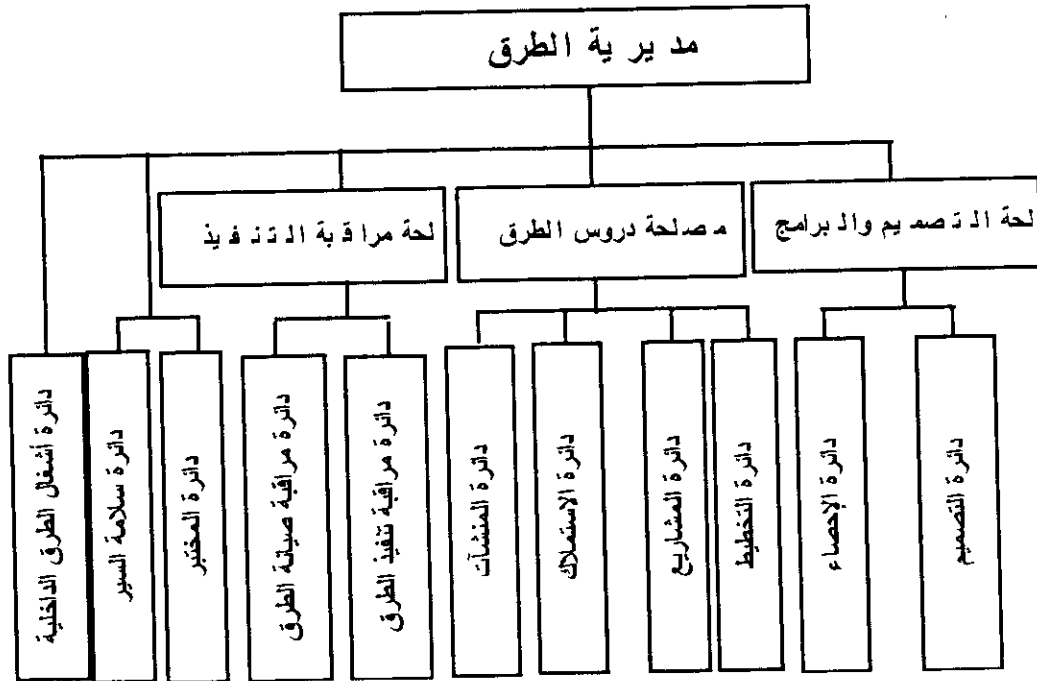 مديرية الطرق
لحة التصميم والبرامج
مصلحة دروس الطرق
لحة مراقبة التنفيذ
دائرة التصميم
دائرة الإحصاء
دائرة التخطيط
دائرة المشاريع
دائرة الإستملاك
دائرة المنشآت
دائرة مراقبة تنفيذ الطرق
دائرة مراقبة صيانة الطرق
دائرة المختبر
دائرة سلامة السير
دائرة أشغال الطرق الداخلية